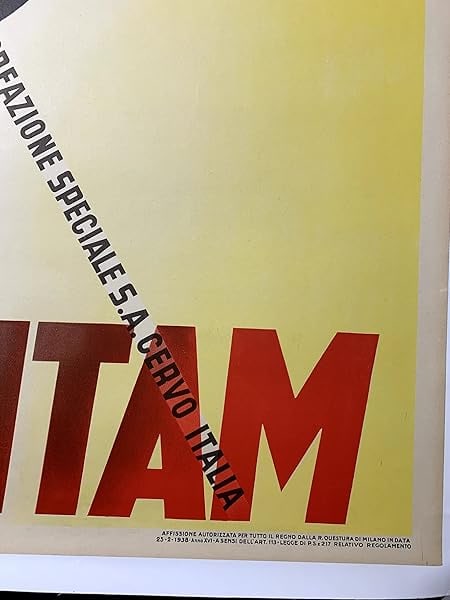 SPECIALE S.A. CERVO ITALIA
ITAM
AFFISSIONE AUTORIZZATA PER TUTTO IL REGNO DALLA R. QUESTURA DI MILANO IN DATA
23-2-1938-ANNO XVI-A SENSI DELL'ART. 113-LEGGE DI P.S. E 217 RELATIVO REGOLAMENTO